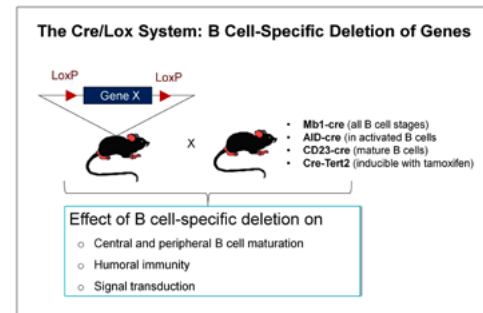 The Cre/Lox System: B Cell-Specific Deletion of Genes
LoxP
LoxP
Gene X
X
• Mb1-cre (all B cell stages)
• AID-cre (in activated B cells
• CD23-cre (mature B cells)
• Cre-Tert2 (inducible with tamoxifen)
Effect of B cell-specific deletion on
o Central and peripheral B cell maturation
o Humoral immunity
o Signal transduction